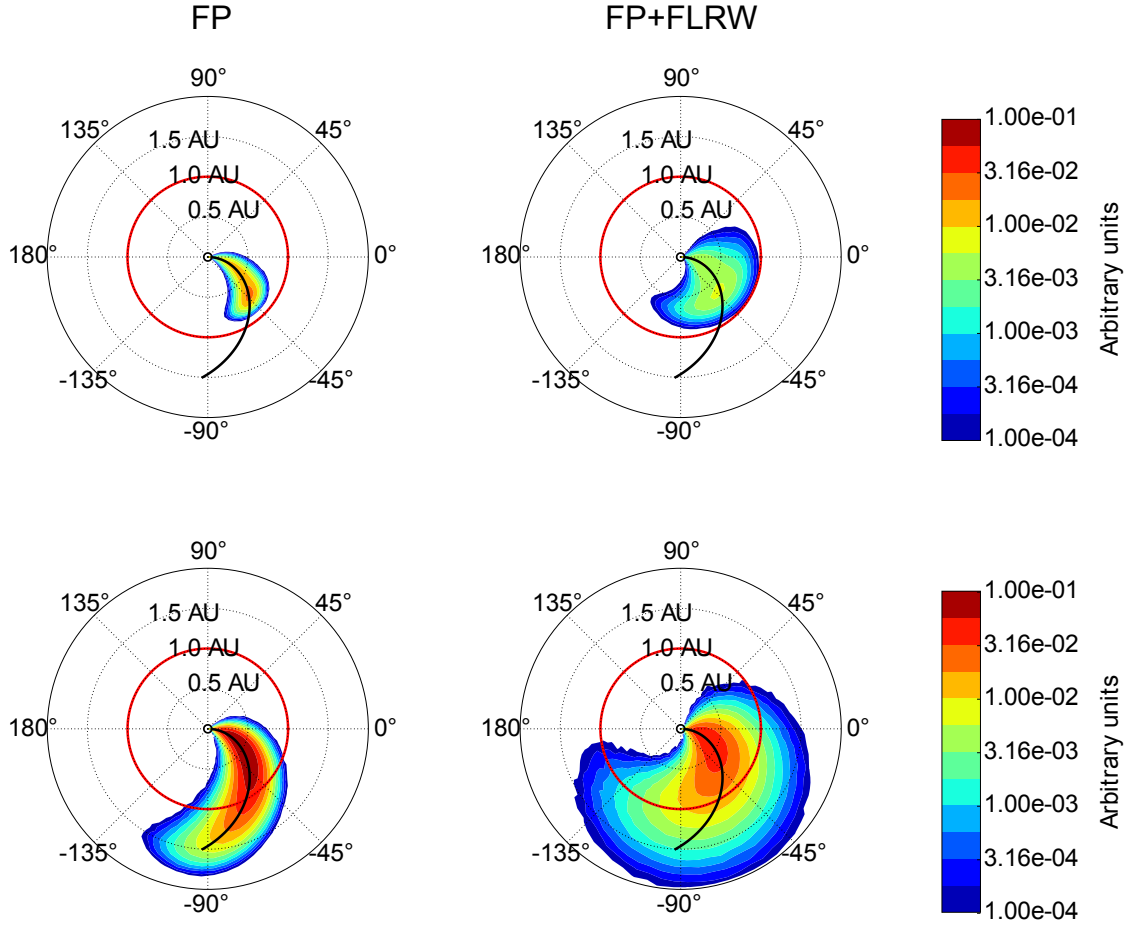 FP
FP+FLRW
90°
135°
45°
1.5 AU
1.0 AU
0.5 AU
180°
0°
-135°
-45°
-90°
90°
135°
45°
1.5 AU
1.0 AU
0.5 AU
180°
0°
-135°
-45°
-90°
1.00e-01
3.16e-02
1.00e-02
3.16e-03
1.00e-03
3.16e-04
1.00e-04
Arbitrary units
90°
135°
45°
1.5 AU
1.0 AU
0.5 AU
180°
0°
-135°
-45°
-90°
90°
135°
45°
1.5 AU
1.0 AU
0.5 AU
180°
0°
-135°
-45°
-90°
1.00e-01
3.16e-02
1.00e-02
3.16e-03
1.00e-03
3.16e-04
1.00e-04
Arbitrary units